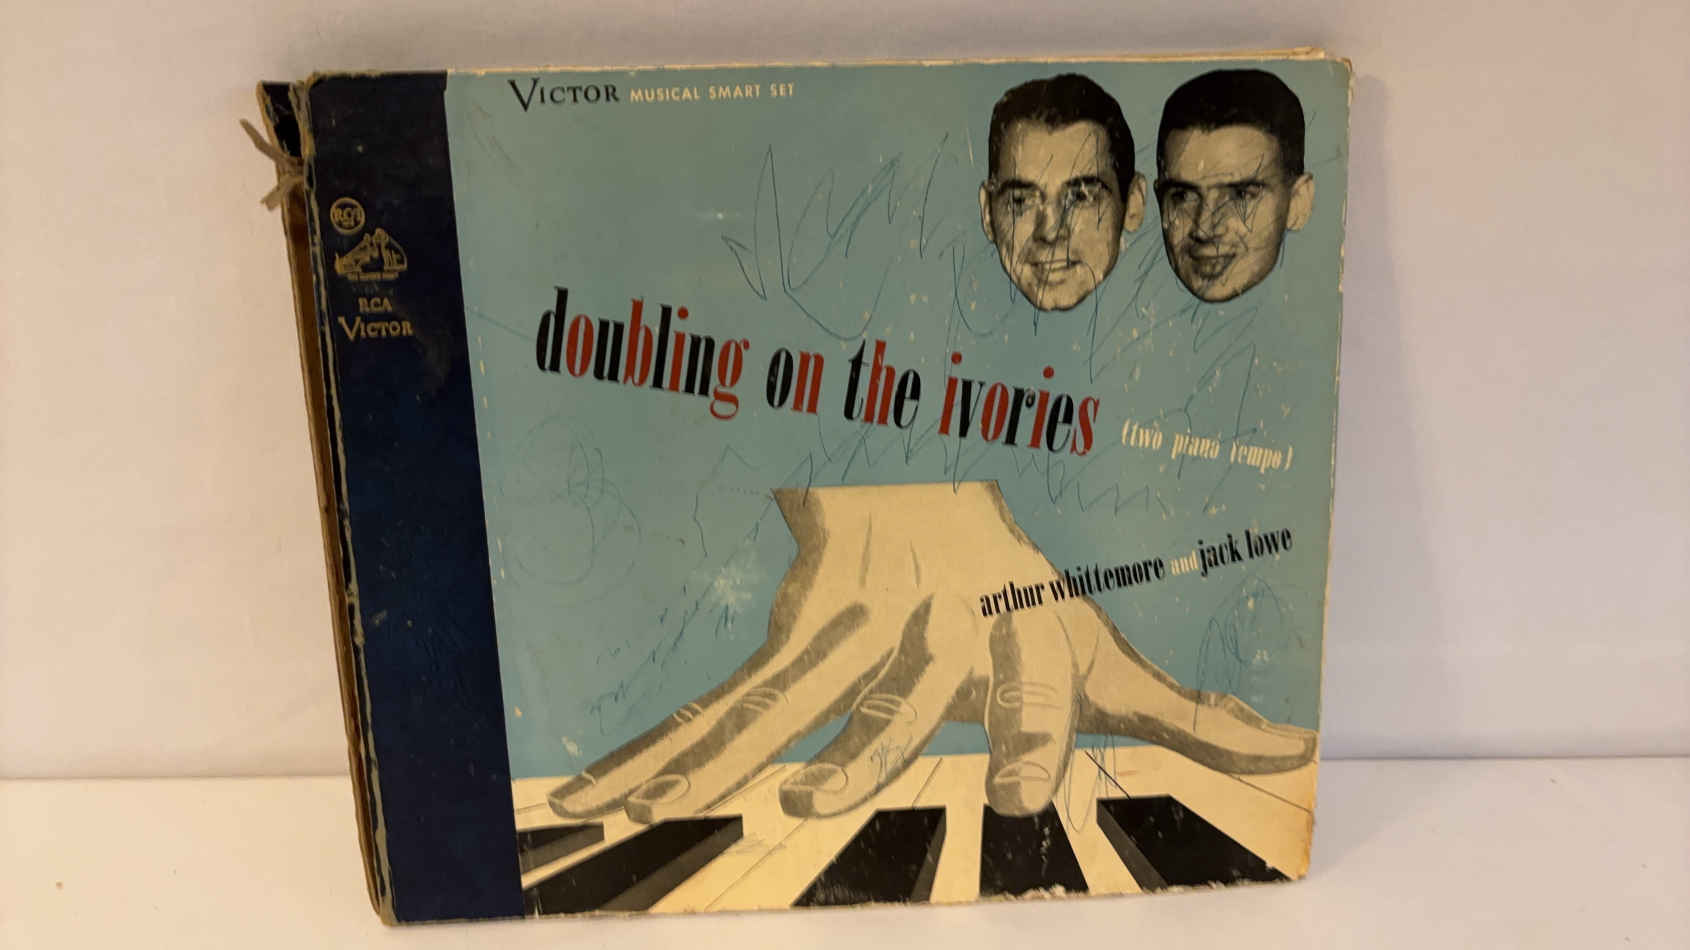 VICTOR MUSICAL SMART SET
RCA
RCA
VICTOR
doubling on the ivories
(two piano tempo)
arthur whittemore and jack lowe